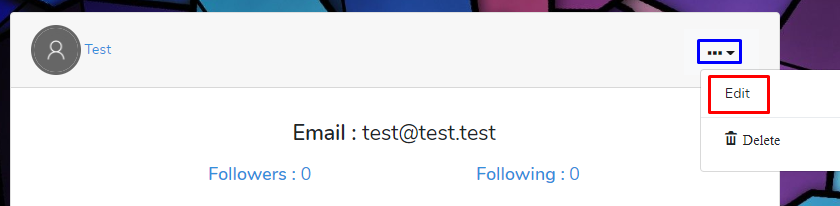 Test
Edit
Delete
Email : test@test.test
Followers : 0 Following : 0